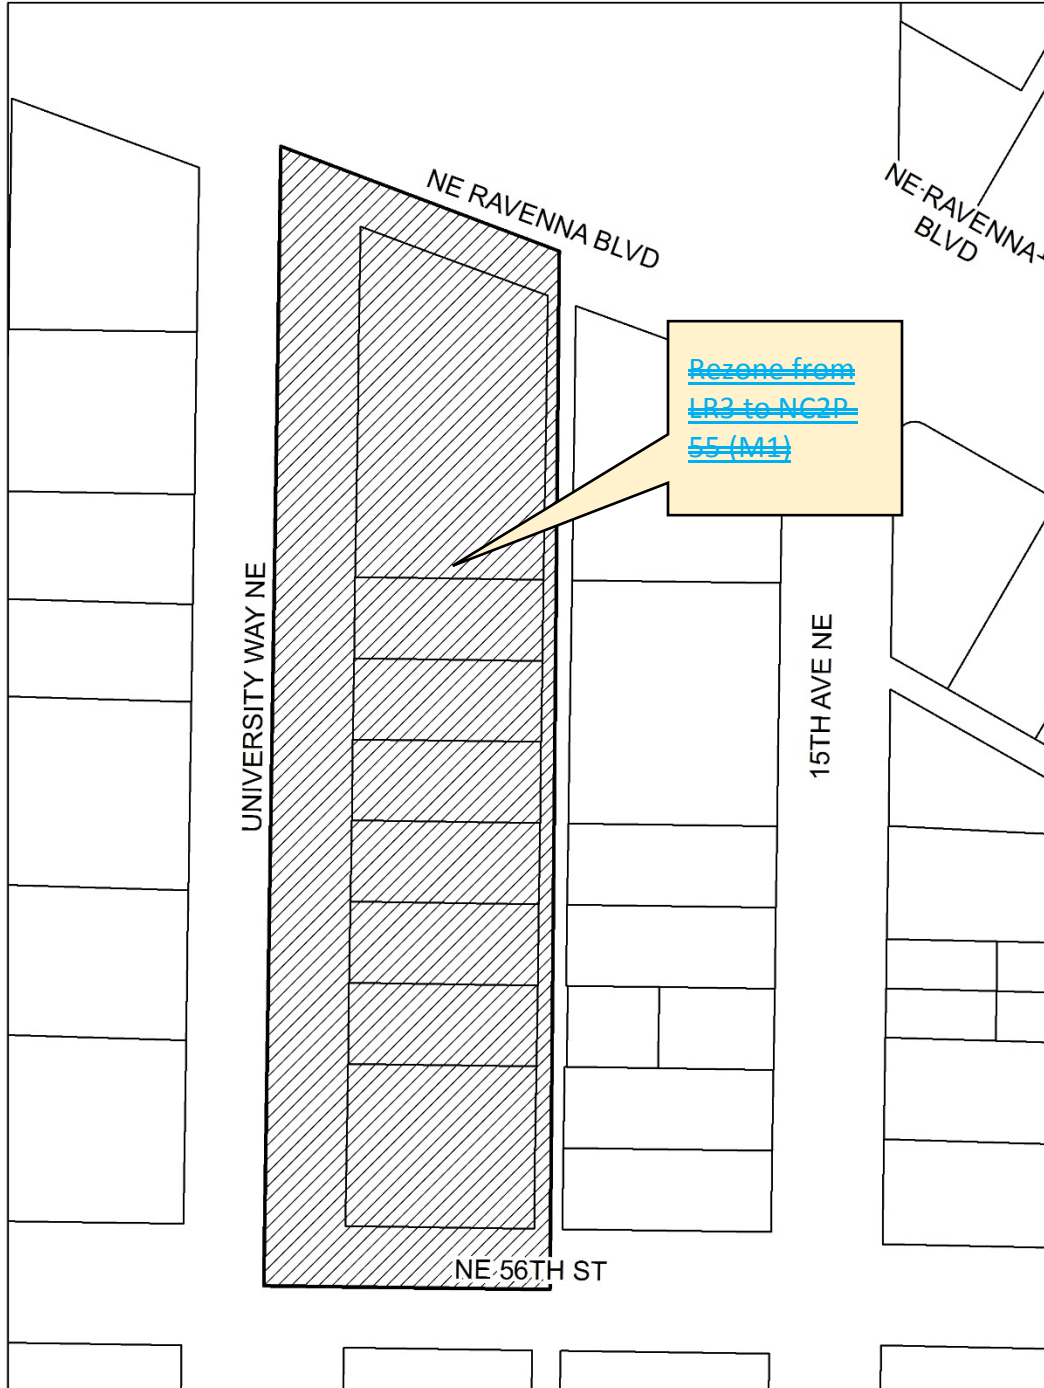 NE RAVENNA BLVD
NE RAVENNA
BLVD
Rezone from
LR3 to NC2P-
55 (M1)
UNIVERSITY WAY NE
15TH AVE NE
NE 56TH ST